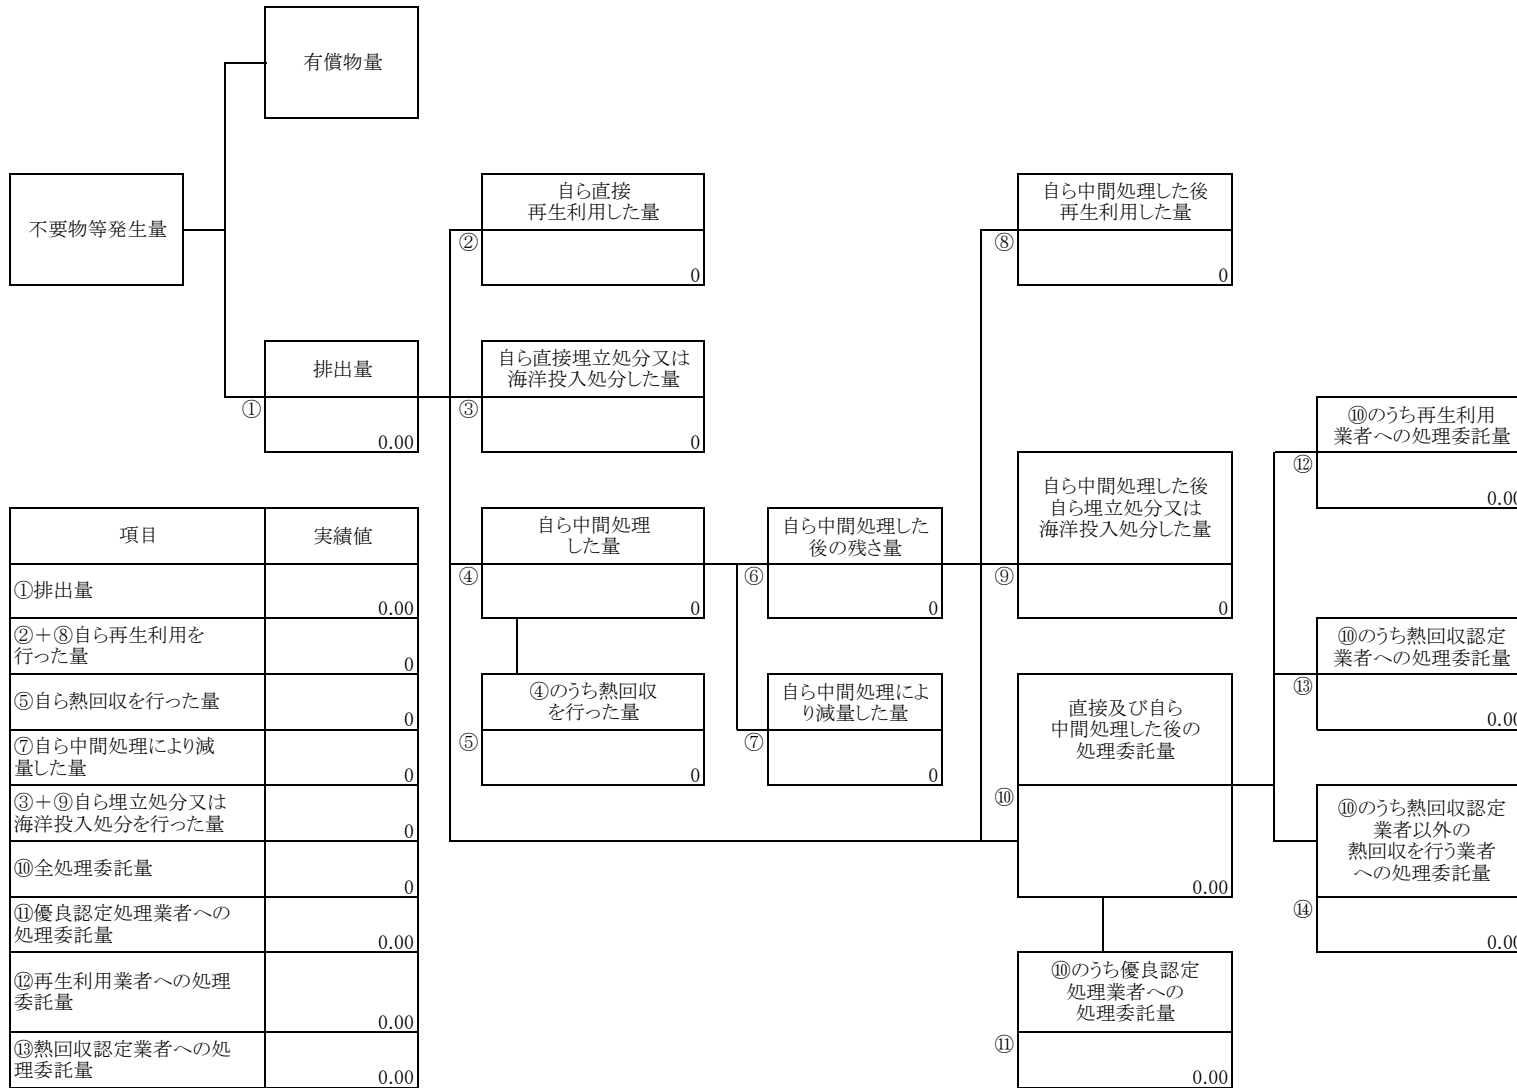 有償物量
不要物等発生量
自ら直接
再生利用した量
②
0
自ら中間処理した後
再生利用した量
⑧
0
排出量
①
0.00
自ら直接埋立処分又は
海洋投入処分した量
③
0
⑩のうち再生利用
業者への処理委託量
⑫
0.00
自ら中間処理
した量
④
0
自ら中間処理した
後の残さ量
⑥
0
自ら中間処理した後
自ら埋立処分又は
海洋投入処分した量
⑨
0
⑩のうち熱回収認定
業者への処理委託量
⑬
0.00
④のうち熱回収
を行った量
⑤
0
自ら中間処理によ
り減量した量
⑦
0
直接及び自ら
中間処理した後の
処理委託量
⑩
0.00
⑩のうち熱回収認定
業者以外の
熱回収を行う業者
への処理委託量
⑭
0.00
⑩のうち優良認定
処理業者への
処理委託量
⑪
0.00
項目 実績値
①排出量
0.00
②＋⑧自ら再生利用を
行った量 0
⑤自ら熱回収を行った量
0
⑦自ら中間処理により減
量した量 0
③＋⑨自ら埋立処分又は
海洋投入処分を行った量 0
⑩全処理委託量
0
⑪優良認定処理業者への
処理委託量 0.00
⑫再生利用業者への処理
委託量
0.00
⑬熱回収認定業者への処
理委託量 0.00